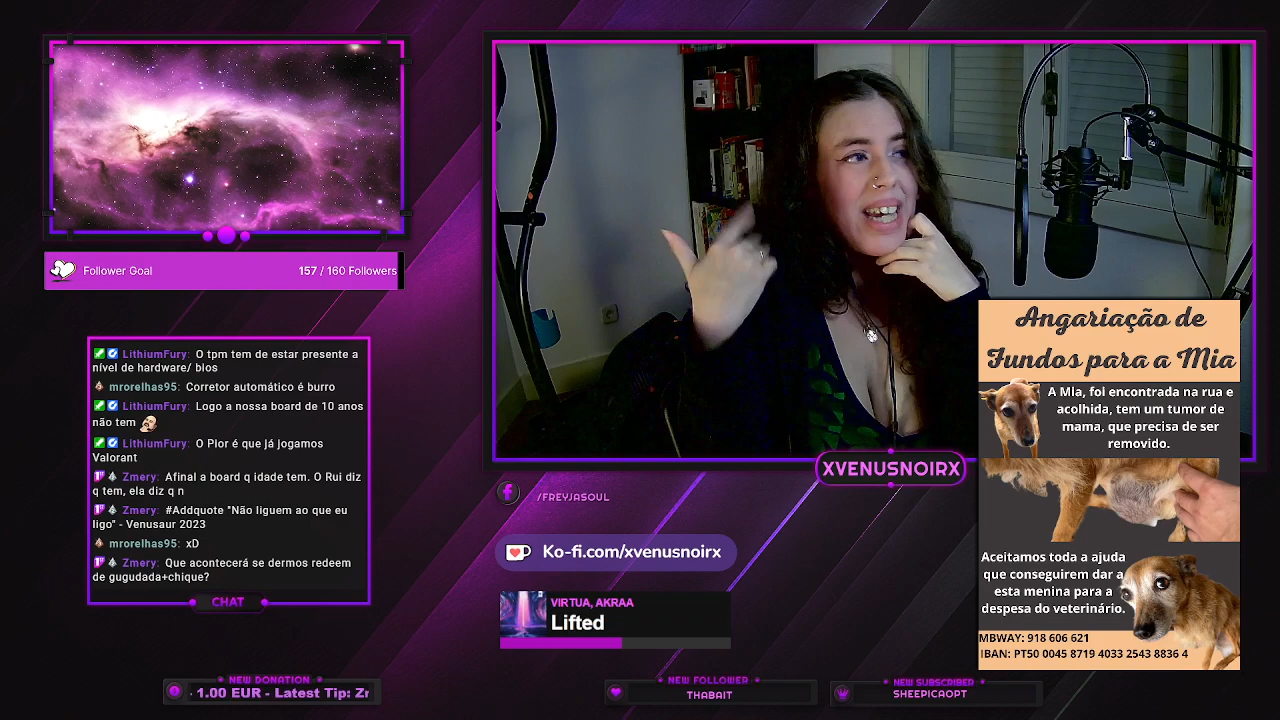 Follower Goal
157 / 160 Followers
LithiumFury: O tpm tem de estar presente a
nível de hardware/ bios
mrorelhas95: Corretor automático é burro
LithiumFury: Logo a nossa board de 10 anos
não tem
LithiumFury: O Pior é que já jogamos
Valorant
Zmery: Afinal a board q idade tem. O Rui diz
q tem, ela diz q n
Zmery: #Addquote "Não liguem ao que eu
ligo" - Venusaur 2023
mrorelhas95: xD
Zmery: Que acontecerá se dermos redeem
de gugudada+chique?
CHAT
XVENUSNOIRX
/FREYJASOUL
Ko-fi.com/xvenusnoirx
VIRTUA, AKRAA
Lifted
Angariação de
Fundos para a Mia
A Mia, foi encontrada na rua e
acolhida, tem um tumor de
mama, que precisa de ser
removido.
Aceitamos toda a ajuda
que conseguirem dar a
esta menina para a
despesa do veterinário.
MBWAY: 918 606 621
IBAN: PT50 0045 8719 4033 2543 8836 4
NEW DONATION
1.00 EUR - Latest Tip: Zr
NEW FOLLOWER
THABAIT
NEW SUBSCRIBER
SHEEPICAOPT